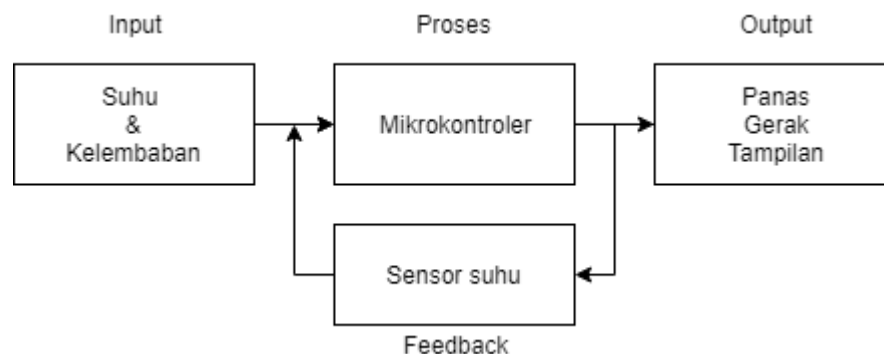 Input
Proses
Output
Suhu
&
Kelembaban
Mikrokontroler
Panas
Gerak
Tampilan
Sensor suhu
Feedback